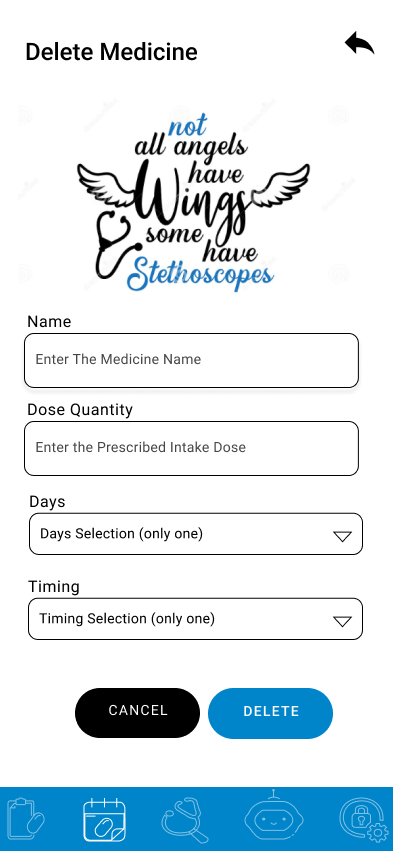 Delete Medicine
not
all angels
have
Wings
some have
Stethoscopes
Name
Enter The Medicine Name
Dose Quantity
Enter the Prescribed Intake Dose
Days
Days Selection (only one)
Timing
Timing Selection (only one)
CANCEL DELETE